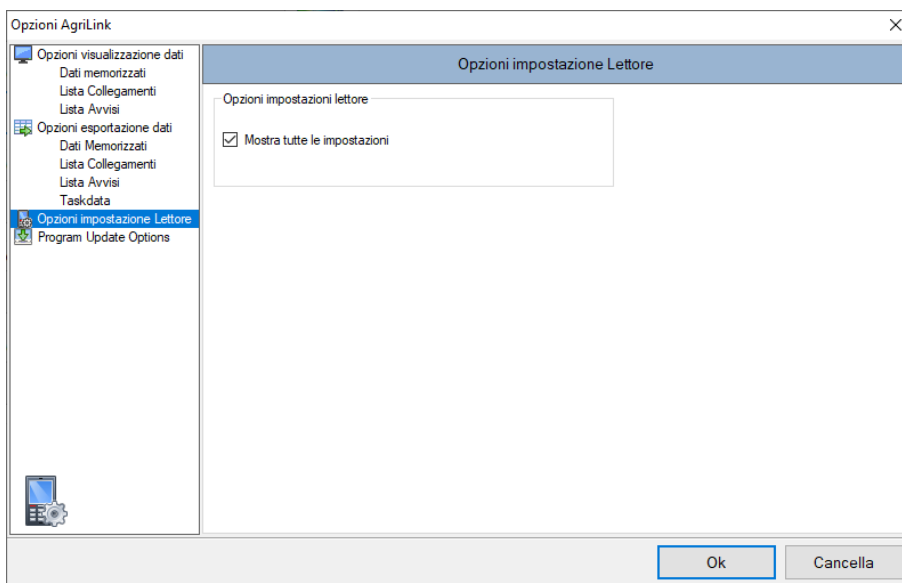 Opzioni AgriLink
Opzioni visualizzazione dati
Dati memorizzati
Lista Collegamenti
Lista Avvisi
Opzioni esportazione dati
Dati Memorizzati
Lista Collegamenti
Lista Avvisi
Taskdata
Opzioni impostazione Lettore
Program Update Options
Opzioni impostazione Lettore
Opzioni impostazioni lettore
Mostra tutte le impostazioni
Ok
Cancella